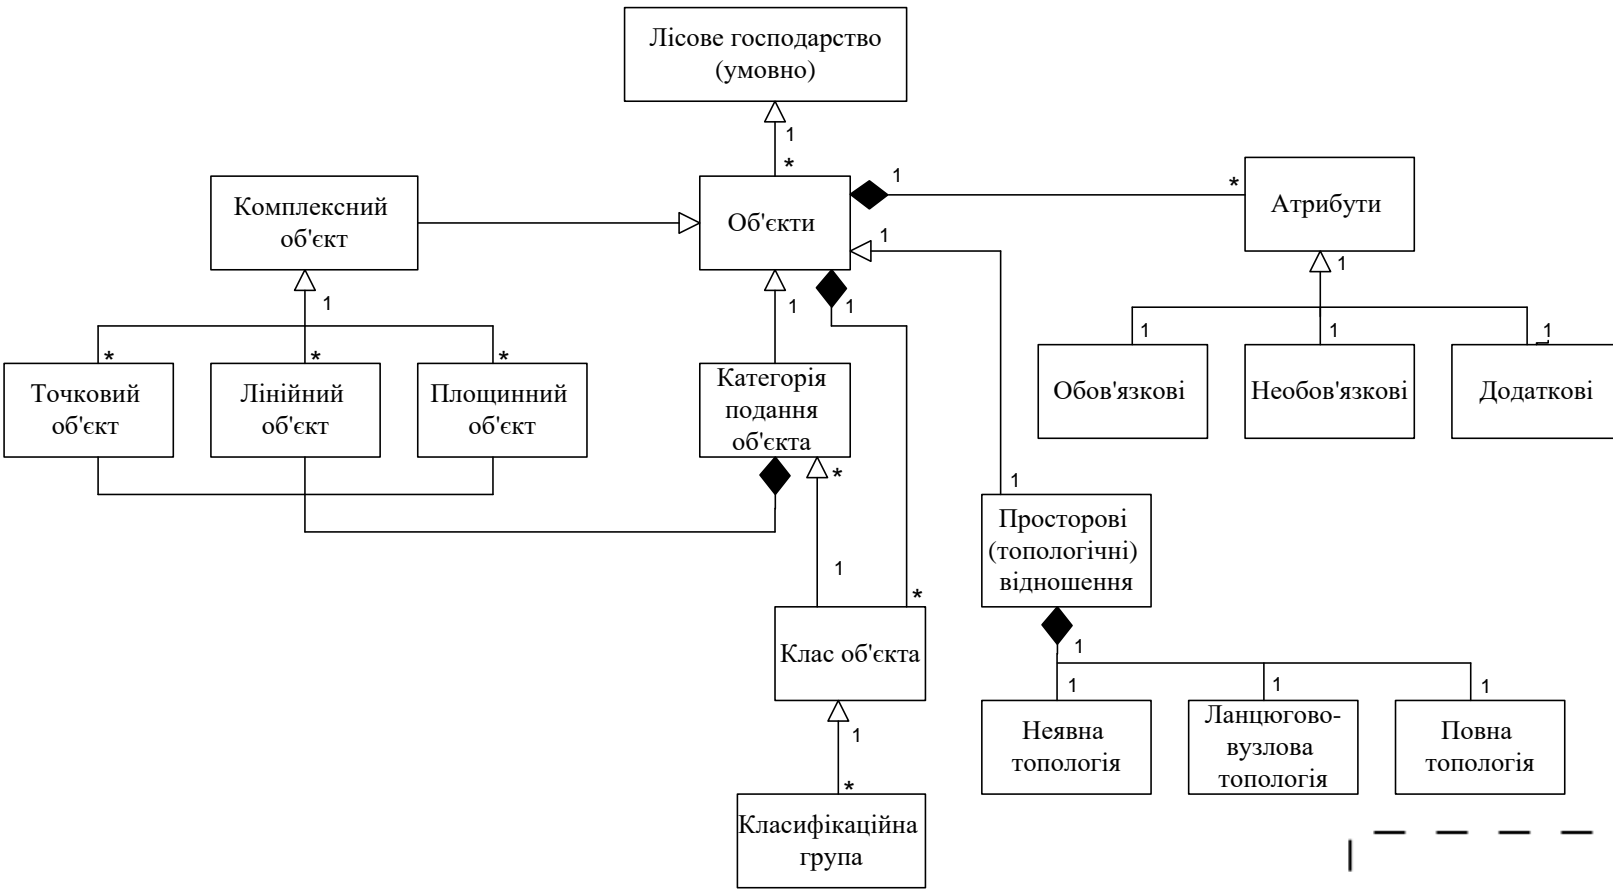 Лісове господарство
(умовно)
1
*
Комплексний
об'єкт
Об'єкти
1
*
Атрибути
1
1
1
1
1
*
*
*
1
1
1
Точковий
об'єкт
Лінійний
об'єкт
Площинний
об'єкт
Категорія
подання
об'єкта
Обов'язкові
Необов'язкові
Додаткові
*
1
Просторові
(топологічні)
відношення
1
*
Клас об'єкта
1
1
1
1
Неявна
топологія
Ланцюгово-
вузлова
топологія
Повна
топологія
1
*
Класифікаційна
група